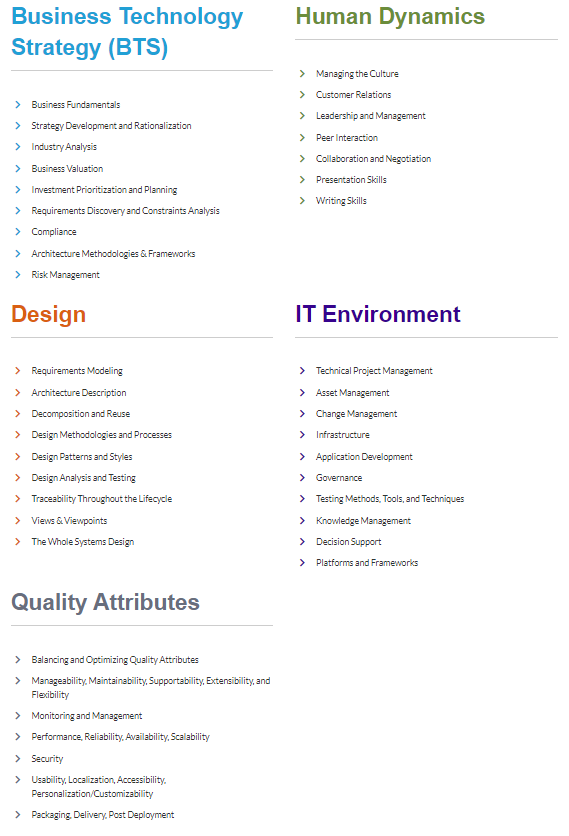 Business Technology
Strategy (BTS)
Business Fundamentals
Strategy Development and Rationalization
Industry Analysis
Business Valuation
Investment Prioritization and Planning
Requirements Discovery and Constraints Analysis
Compliance
Architecture Methodologies & Frameworks
Risk Management
Human Dynamics
Managing the Culture
Customer Relations
Leadership and Management
Peer Interaction
Collaboration and Negotiation
Presentation Skills
Writing Skills
Design
Requirements Modeling
Architecture Description
Decomposition and Reuse
Design Methodologies and Processes
Design Patterns and Styles
Design Analysis and Testing
Traceability Throughout the Lifecycle
Views & Viewpoints
The Whole Systems Design
IT Environment
Technical Project Management
Asset Management
Change Management
Infrastructure
Application Development
Governance
Testing Methods, Tools, and Techniques
Knowledge Management
Decision Support
Platforms and Frameworks
Quality Attributes
Balancing and Optimizing Quality Attributes
Manageability, Maintainability, Supportability, Extensibility, and
Flexibility
Monitoring and Management
Performance, Reliability, Availability, Scalability
Security
Usability, Localization, Accessibility,
Personalization/Customizability
Packaging, Delivery, Post Deployment